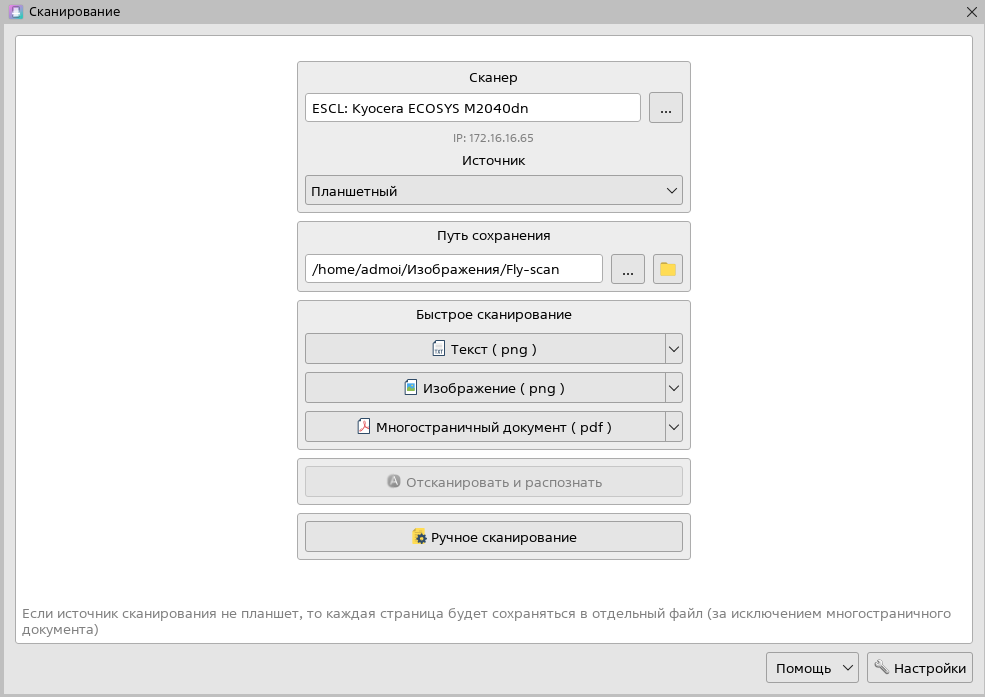 Сканирование
Сканер
ESCL: Kyocera ECOSYS M2040dn
...
IP: 172.16.16.65
Источник
Планшетный
Путь сохранения
/home/admoi/Изображения/Fly-scan
...
Быстрое сканирование
Текст ( png )
Изображение ( png )
Многостраничный документ ( pdf )
Отсканировать и распознать
Ручное сканирование
Если источник сканирования не планшет, то каждая страница будет сохраняться в отдельный файл (за исключением многостраничного
документа)
Помощь
Настройки